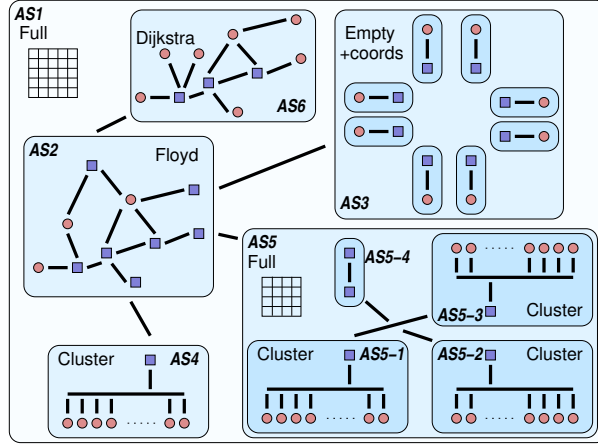 AS1
Full
Dijkstra
AS6
Empty
+coords
AS3
AS2
Floyd
AS5
Full
AS5-4
AS5-3
Cluster
Cluster
AS4
Cluster
AS5-1
AS5-2
Cluster